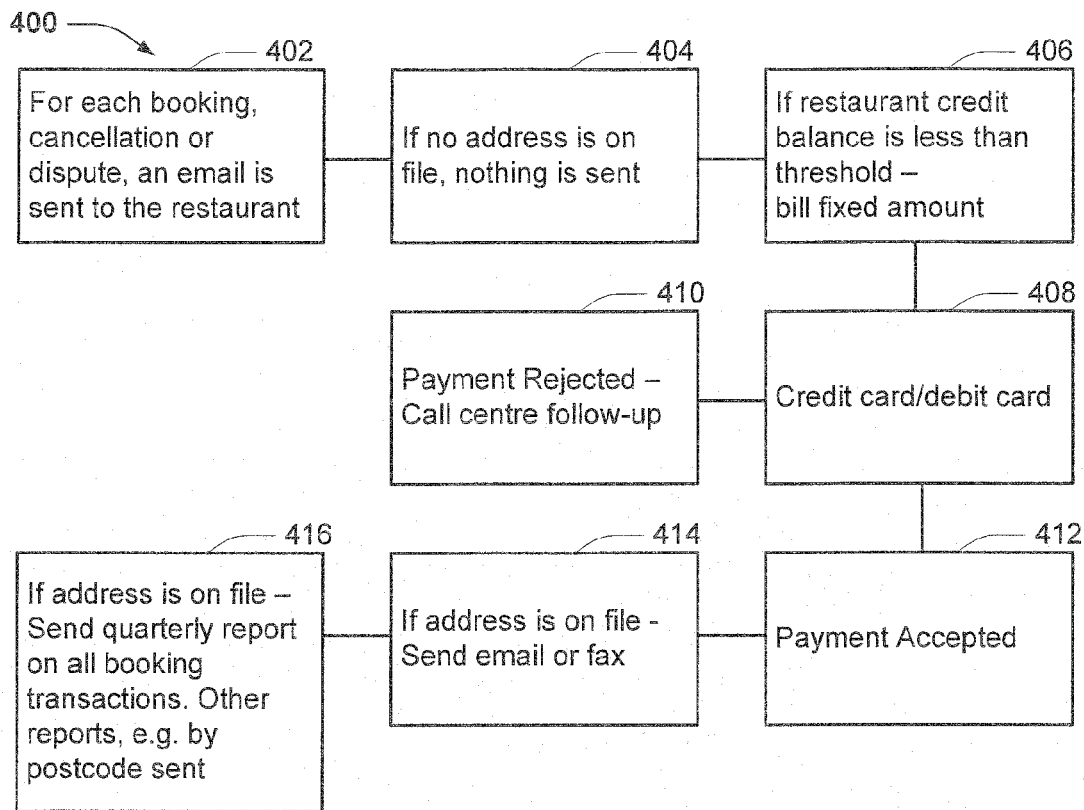 400
402
For each booking,
cancellation or
dispute, an email is
sent to the restaurant
404
If no address is on
file, nothing is sent
406
If restaurant credit
balance is less than
threshold –
bill fixed amount
410
Payment Rejected –
Call centre follow-up
408
Credit card/debit card
416
If address is on file –
Send quarterly report
on all booking
transactions. Other
reports, e.g. by
postcode sent
414
If address is on file -
Send email or fax
412
Payment Accepted